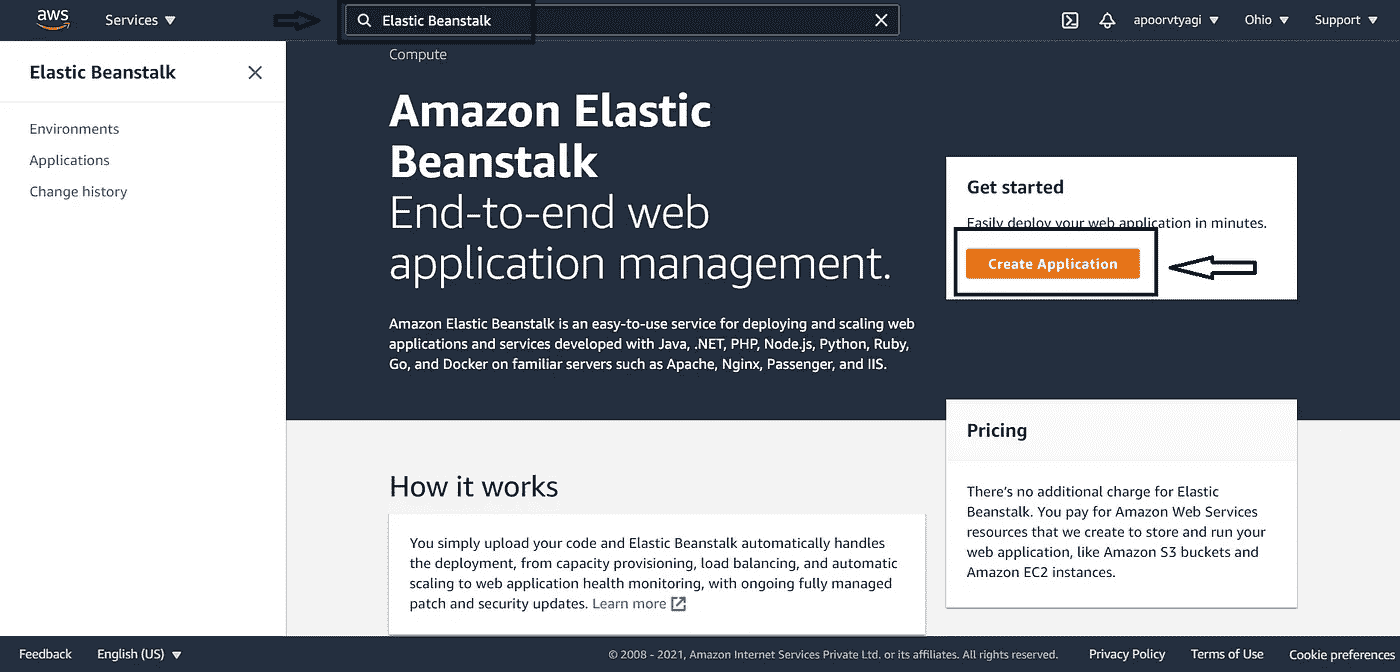 aws
Services
Elastic Beanstalk
apoorvtyagi
Ohio
Support
Elastic Beanstalk
Environments
Applications
Change history
Compute
Amazon Elastic
Beanstalk
End-to-end web
application management.
Amazon Elastic Beanstalk is an easy-to-use service for deploying and scaling web
applications and services developed with Java, .NET, PHP, Node.js, Python, Ruby,
Go, and Docker on familiar servers such as Apache, Nginx, Passenger, and IIS.
Get started
Easily deploy your web application in minutes.
Create Application
How it works
You simply upload your code and Elastic Beanstalk automatically handles
the deployment, from capacity provisioning, load balancing, and automatic
scaling to web application health monitoring, with ongoing fully managed
patch and security updates. Learn more
Pricing
There's no additional charge for Elastic
Beanstalk. You pay for Amazon Web Services
resources that we create to store and run your
web application, like Amazon S3 buckets and
Amazon EC2 instances.
Feedback
English (US)
© 2008 - 2021, Amazon Internet Services Private Ltd. or its affiliates. All rights reserved.
Privacy Policy
Terms of Use
Cookie preferences